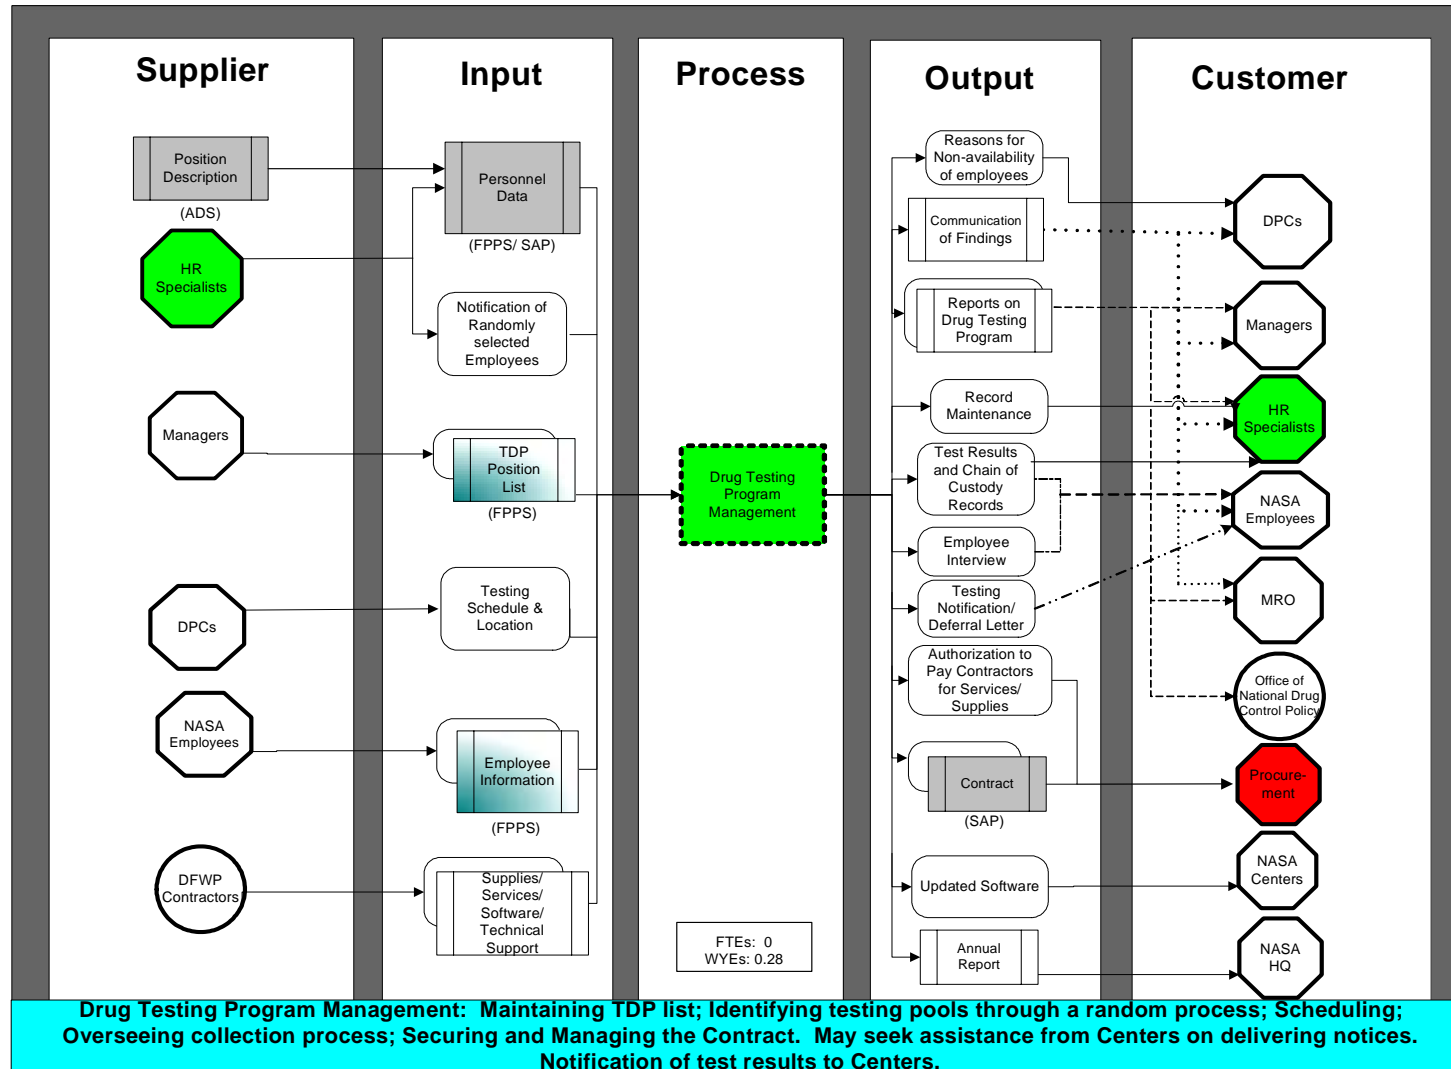 Supplier
Input
Process
Output
Customer
Position
Description
(ADS)
HR
Specialists
Managers
DPCs
NASA
Employees
DFWP
Contractors
Personnel
Data
(FPPS/ SAP)
Notification of
Randomly
selected
Employees
TDP
Position
List
(FPPS)
Testing
Schedule &
Location
Employee
Information
(FPPS)
Supplies/
Services/
Software/
Technical
Support
Drug Testing
Program
Management
FTEs: 0
WYEs: 0.28
Reasons for
Non-availability
of employees
Communication
of Findings
Reports on
Drug Testing
Program
Record
Maintenance
Test Results
and Chain of
Custody
Records
Employee
Interview
Testing
Notification/
Deferral Letter
Authorization to
Pay Contractors
for Services/
Supplies
Contract
(SAP)
Updated Software
Annual
Report
DPCs
Managers
HR
Specialists
NASA
Employees
MRO
Office of
National Drug
Control Policy
Procure-
ment
NASA
Centers
NASA
HQ
Drug Testing Program Management: Maintaining TDP list; Identifying testing pools through a random process; Scheduling;
Overseeing collection process; Securing and Managing the Contract. May seek assistance from Centers on delivering notices.
Notification of test results to Centers.